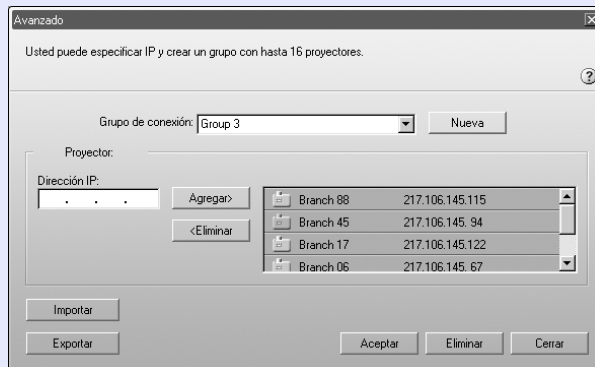 Avanzado
Usted puede especificar IP y crear un grupo con hasta 16 proyectores.
?
Grupo de conexión: Group 3 Nueva
Proyector:
Dirección IP:
. . .
Agregar>
<Eliminar
Branch 88 217.106.145.115
Branch 45 217.106.145. 94
Branch 17 217.106.145.122
Branch 06 217.106.145. 67
Importar
Exportar Aceptar Eliminar Cerrar